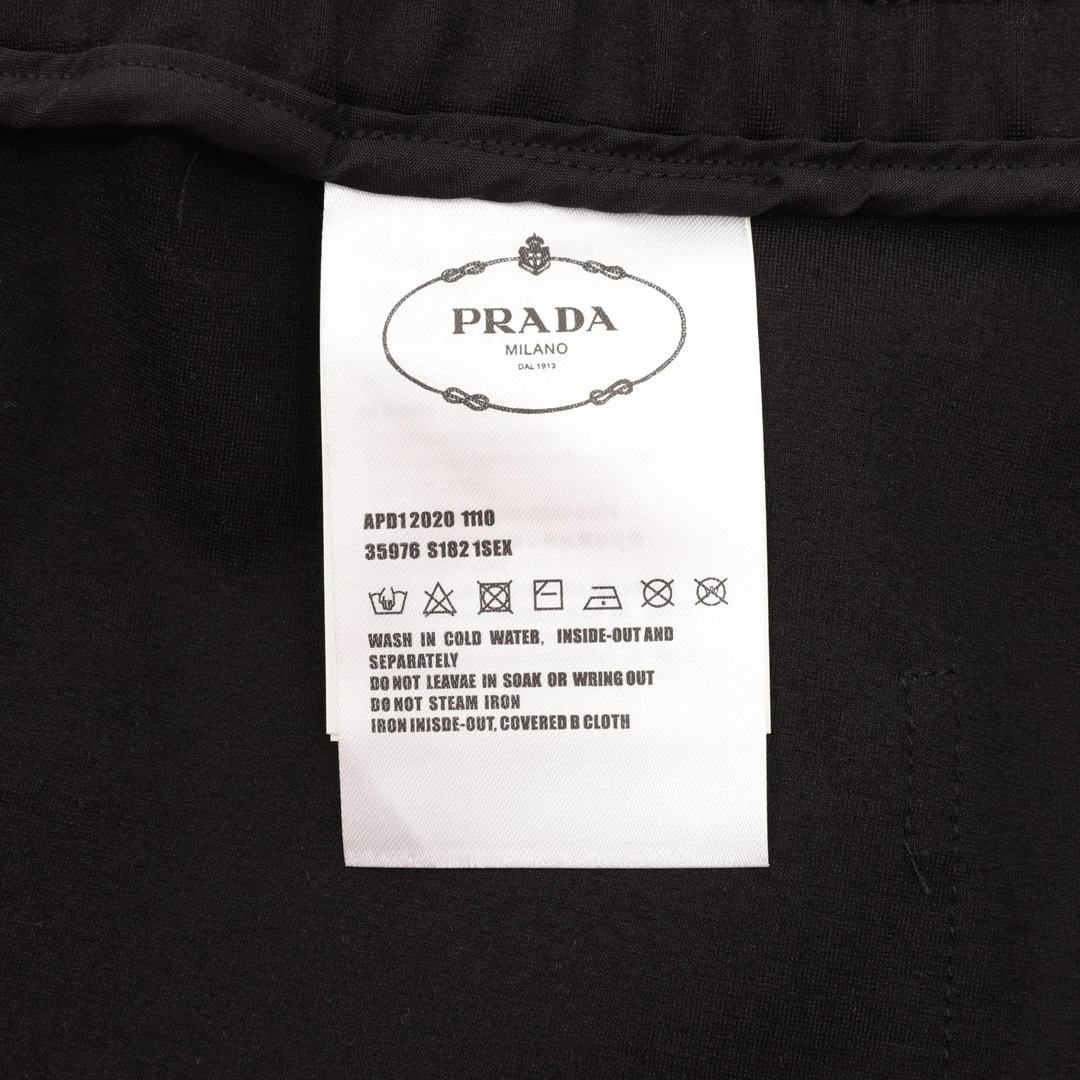 PRADA
MILANO
DAL 1913
APD12020 1110
35976 S1821SEX
WASH IN COLD WATER, INSIDE-OUT AND
SEPARATELY
DO NOT LEAVAE IN SOAK OR WRING OUT
DO NOT STEAM IRON
IRON INISDE-OUT, COVERED B CLOTH